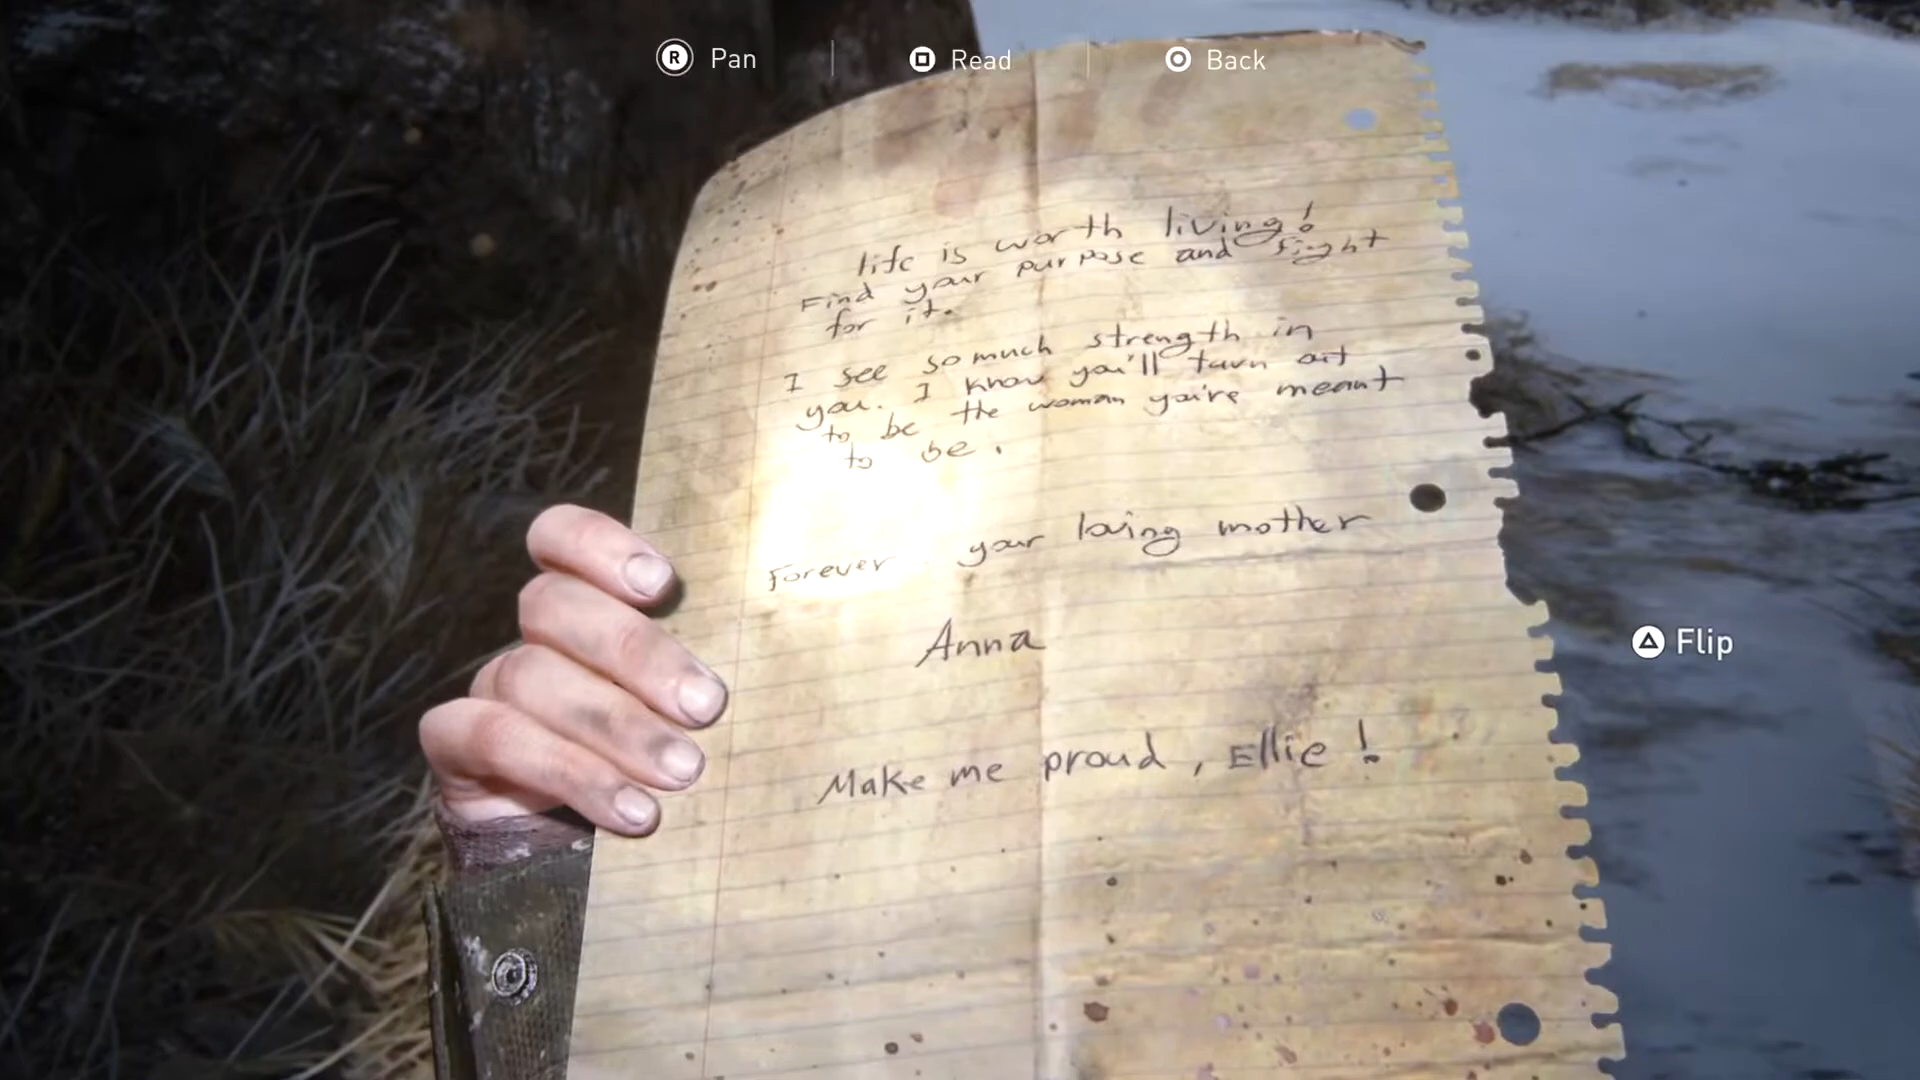 R Pan Read Back
life is worth living!
Find your purpose and fight
for it.
I see so much strength in
you. I know you'll turn out
to be the woman you're meant
to be.
Forever your loving mother
Anna
Flip
Make me proud, Ellie!